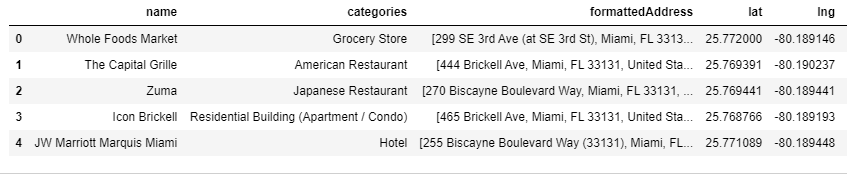 name categories formattedAddress lat lng
0 Whole Foods Market Grocery Store [299 SE 3rd Ave (at SE 3rd St), Miami, FL 3313... 25.772000 -80.189146
1 The Capital Grille American Restaurant [444 Brickell Ave, Miami, FL 33131, United Sta... 25.769391 -80.190237
2 Zuma Japanese Restaurant [270 Biscayne Boulevard Way, Miami, FL 33131, ... 25.769441 -80.189441
3 Icon Brickell Residential Building (Apartment / Condo) [465 Brickell Ave, Miami, FL 33131, United Sta... 25.768766 -80.189193
4 JW Marriott Marquis Miami Hotel [255 Biscayne Boulevard Way (33131), Miami, FL... 25.771089 -80.189448